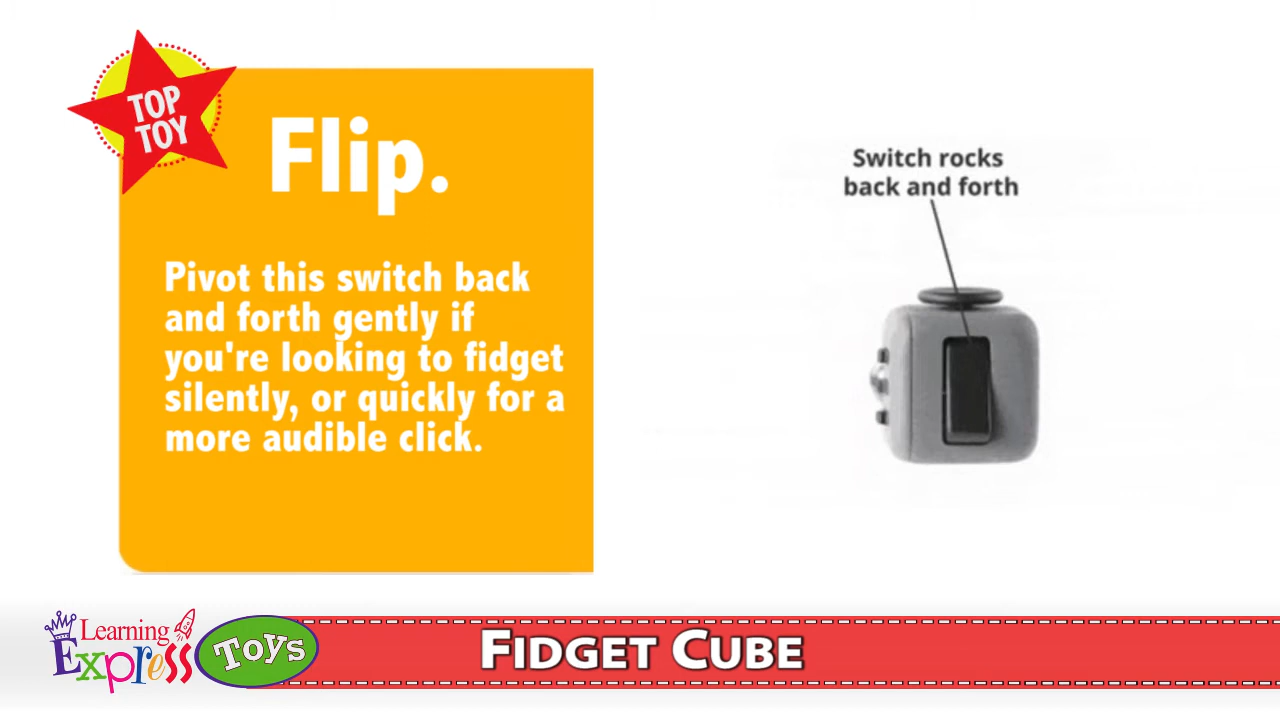 TOP
TOY
Flip.
Pivot this switch back
and forth gently if
you're looking to fidget
silently, or quickly for a
more audible click.
Switch rocks
back and forth
Learning
Express
Toys
FIDGET CUBE